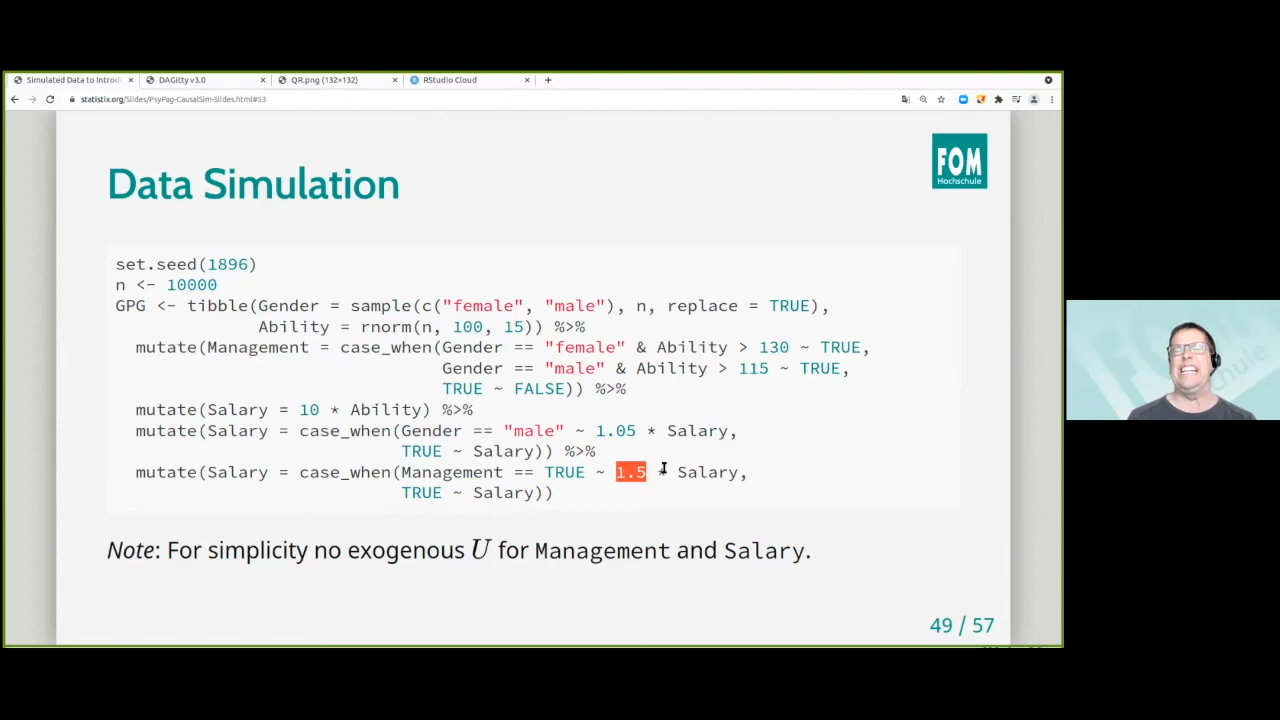 Simulated Data to Introd
DAGitty v3.0
QR.png (132×132)
RStudio Cloud
statistix.org/Slides/PsyPag-CausalSim-Slides.html#53
Data Simulation
FOM
Hochschule
set.seed(1896)
n <- 10000
GPG <- tibble(Gender = sample(c("female", "male"), n, replace = TRUE),
Ability = rnorm(n, 100, 15)) %>%
mutate(Management = case_when(Gender == "female" & Ability > 130 ~ TRUE,
Gender == "male" & Ability > 115 ~ TRUE,
TRUE ~ FALSE)) %>%
mutate(Salary = 10 * Ability) %>%
mutate(Salary = case_when(Gender == "male" ~ 1.05 * Salary,
TRUE ~ Salary)) %>%
mutate(Salary = case_when(Management == TRUE ~ 1.5 * Salary,
TRUE ~ Salary))
Note: For simplicity no exogenous U for Management and Salary.
49 / 57